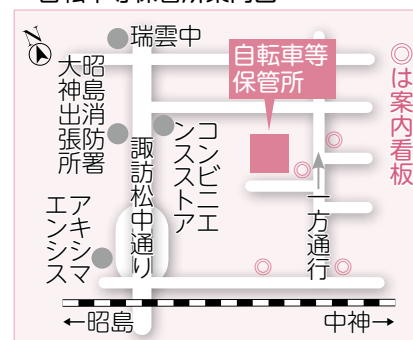 瑞雲中
自転車等
保管所
◎は案内看板
昭島消防署
大神出張所
コンビニエ
ンスストア
諏訪松中通り
アキシマ
エンシス
一方通行
←昭島
中神→
N